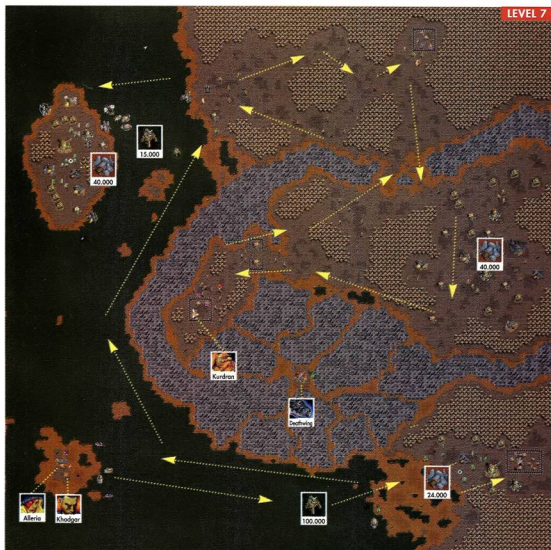 LEVEL 7
15.000
40.000
40.000
Kurdran
Deathwing
24.000
Alleria
Khadgar
100.000